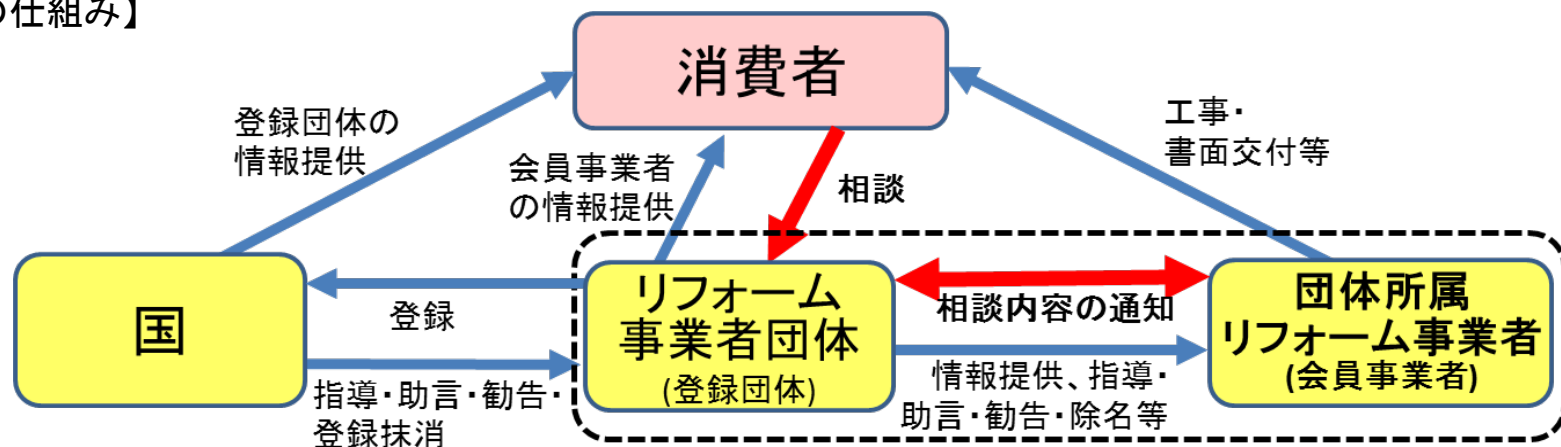 の仕組み】
消費者
登録団体の
情報提供
会員事業者
の情報提供
相談
工事・
書面交付等
国
登録
指導・助言・勧告・
登録抹消
リフォーム
事業者団体
(登録団体)
相談内容の通知
情報提供、指導・
助言・勧告・除名等
団体所属
リフォーム事業者
(会員事業者)